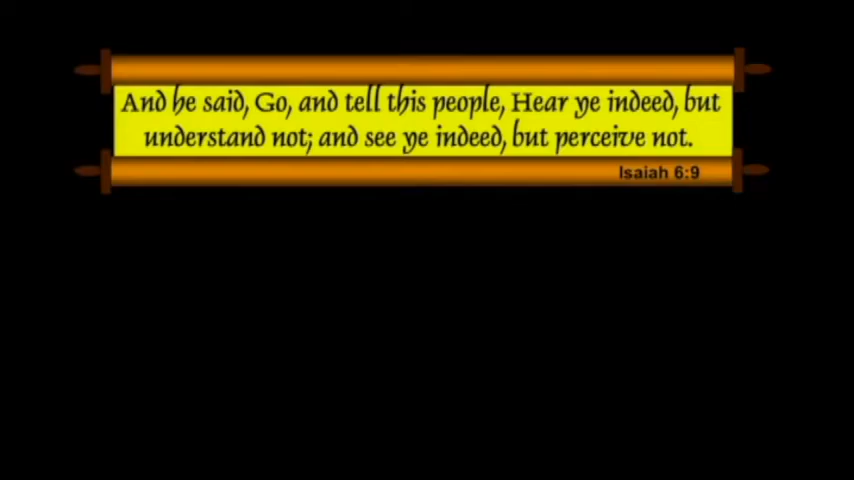 And he said, Go, and tell this people, Hear ye indeed, but
understand not; and see ye indeed, but perceive not.
Isaiah 6:9